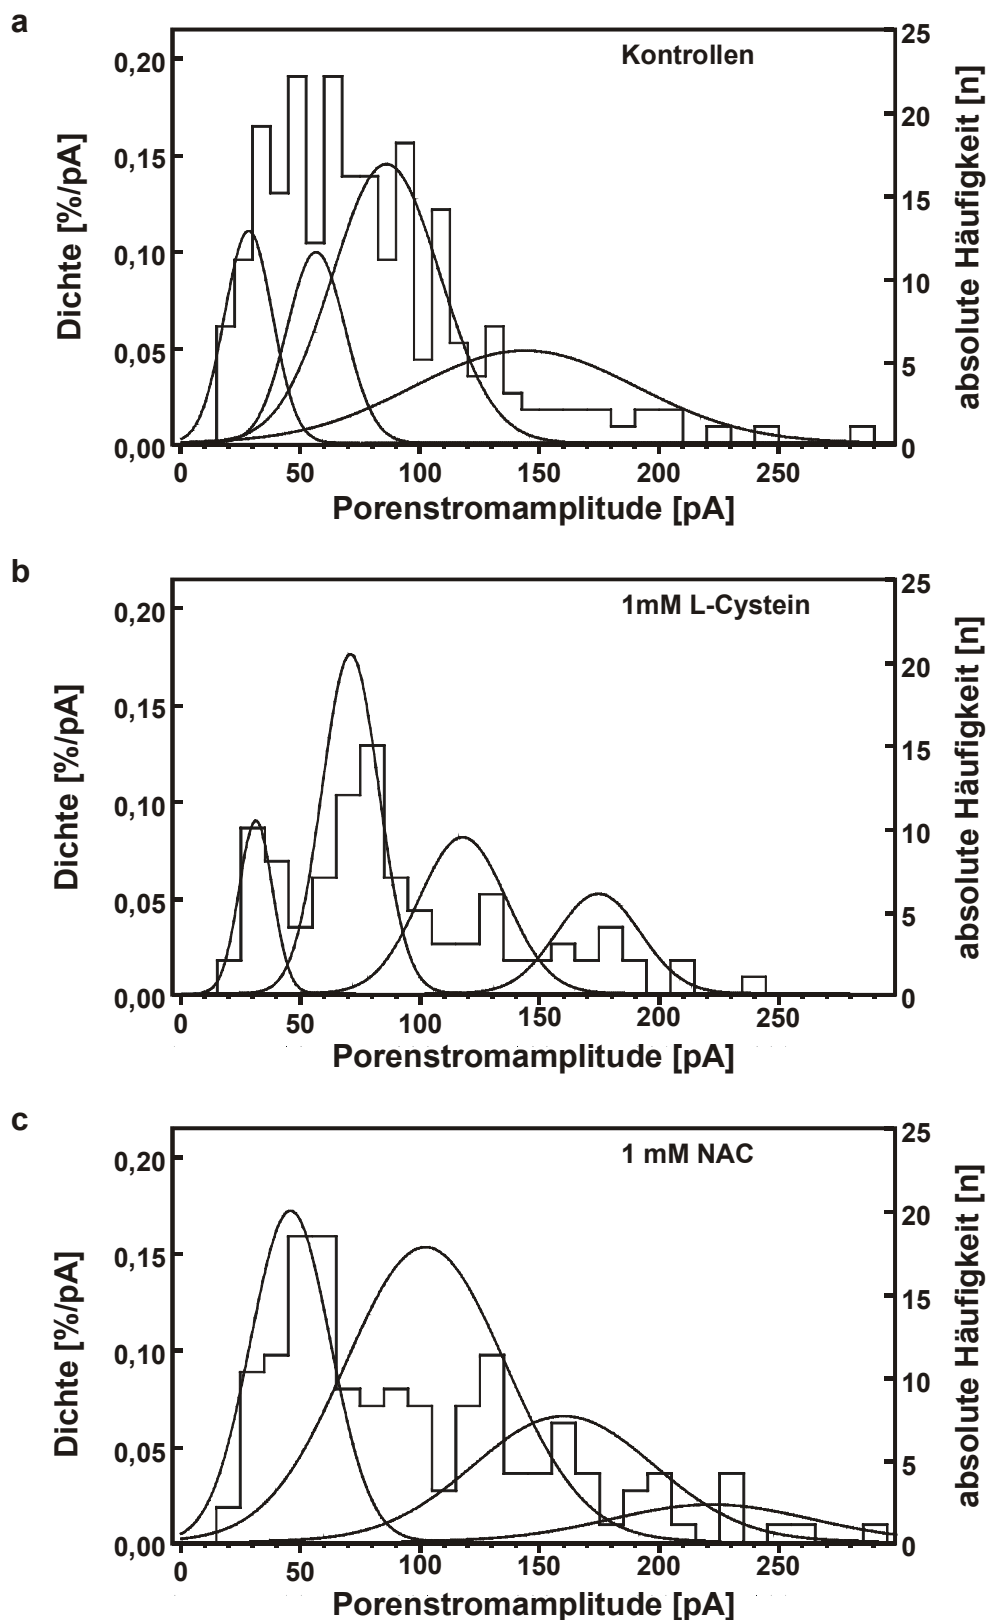 a
Kontrollen
Dichte [%/pA]
0,20
0,15
0,10
0,05
0,00
25
20
15
10
5
0
absolute Häufigkeit [n]
0 50 100 150 200 250
Porenstromamplitude [pA]
b
1mM L-Cystein
Dichte [%/pA]
0,20
0,15
0,10
0,05
0,00
25
20
15
10
5
0
absolute Häufigkeit [n]
0 50 100 150 200 250
Porenstromamplitude [pA]
c
1 mM NAC
Dichte [%/pA]
0,20
0,15
0,10
0,05
0,00
25
20
15
10
5
0
absolute Häufigkeit [n]
0 50 100 150 200 250
Porenstromamplitude [pA]